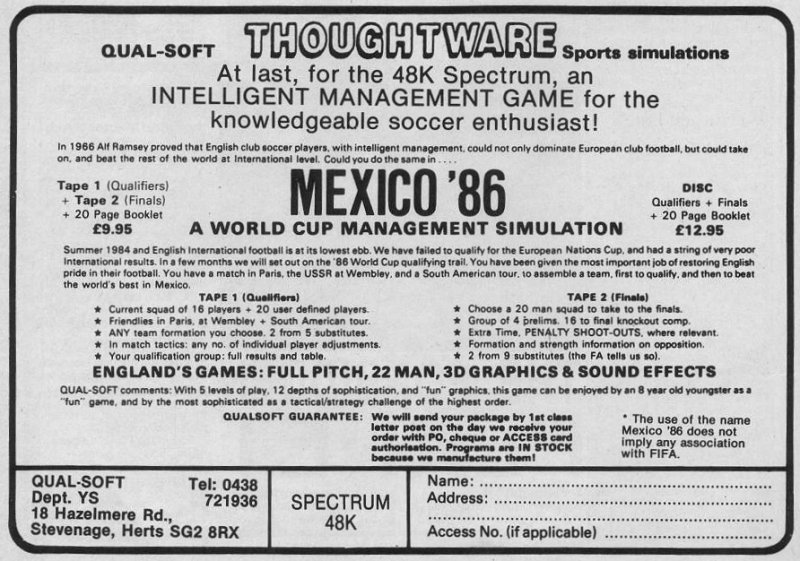 QUAL-SOFT THOUGHTWARE Sports simulations
At last, for the 48K Spectrum, an
INTELLIGENT MANAGEMENT GAME for the
knowledgeable soccer enthusiast!
In 1966 Alf Ramsey proved that English club soccer players, with intelligent management, could not only dominate European club football, but could take
on, and beat the rest of the world at International level. Could you do the same in ....
Tape 1 (Qualifiers)
+ Tape 2 (Finals)
+ 20 Page Booklet
£9.95
MEXICO '86
A WORLD CUP MANAGEMENT SIMULATION
DISC
Qualifiers + Finals
+ 20 Page Booklet
£12.95
Summer 1984 and English International football is at its lowest ebb. We have failed to qualify for the European Nations Cup, and had a string of very poor
International results. In a few months we will set out on the '86 World Cup qualifying trail. You have been given the most important job of restoring English
pride in their football. You have a match in Paris, the USSR at Wembley, and a South American tour, to assemble a team, first to qualify, and then to beat
the world's best in Mexico.
TAPE 1 (Qualifiers)
★ Current squad of 16 players + 20 user defined players.
★ Friendlies in Paris, at Wembley + South American tour.
★ ANY team formation you choose. 2 from 5 substitutes.
★ In match tactics: any no. of individual player adjustments.
★ Your qualification group: full results and table.
TAPE 2 (Finals)
★ Choose a 20 man squad to take to the finals.
★ Group of 4 prelims. 16 to final knockout comp.
★ Extra Time, PENALTY SHOOT-OUTS, where relevant.
★ Formation and strength information on opposition.
★ 2 from 9 substitutes (the FA tells us so).
ENGLAND'S GAMES: FULL PITCH, 22 MAN, 3D GRAPHICS & SOUND EFFECTS
QUAL-SOFT comments: With 5 levels of play, 12 depths of sophistication, and "fun" graphics, this game can be enjoyed by an 8 year old youngster as a
"fun" game, and by the most sophisticated as a tactical/strategy challenge of the highest order.
QUALSOFT GUARANTEE: We will send your package by 1st class
letter post on the day we receive your
order with PO, cheque or ACCESS card
authorisation. Programs are IN STOCK
because we manufacture them!
* The use of the name
Mexico '86 does not
imply any association
with FIFA.
QUAL-SOFT Tel: 0438
Dept. YS 721936
18 Hazelmere Rd.,
Stevenage, Herts SG2 8RX
SPECTRUM
48K
Name: ........................................
Address: ........................................
........................................
Access No. (if applicable) ........................................